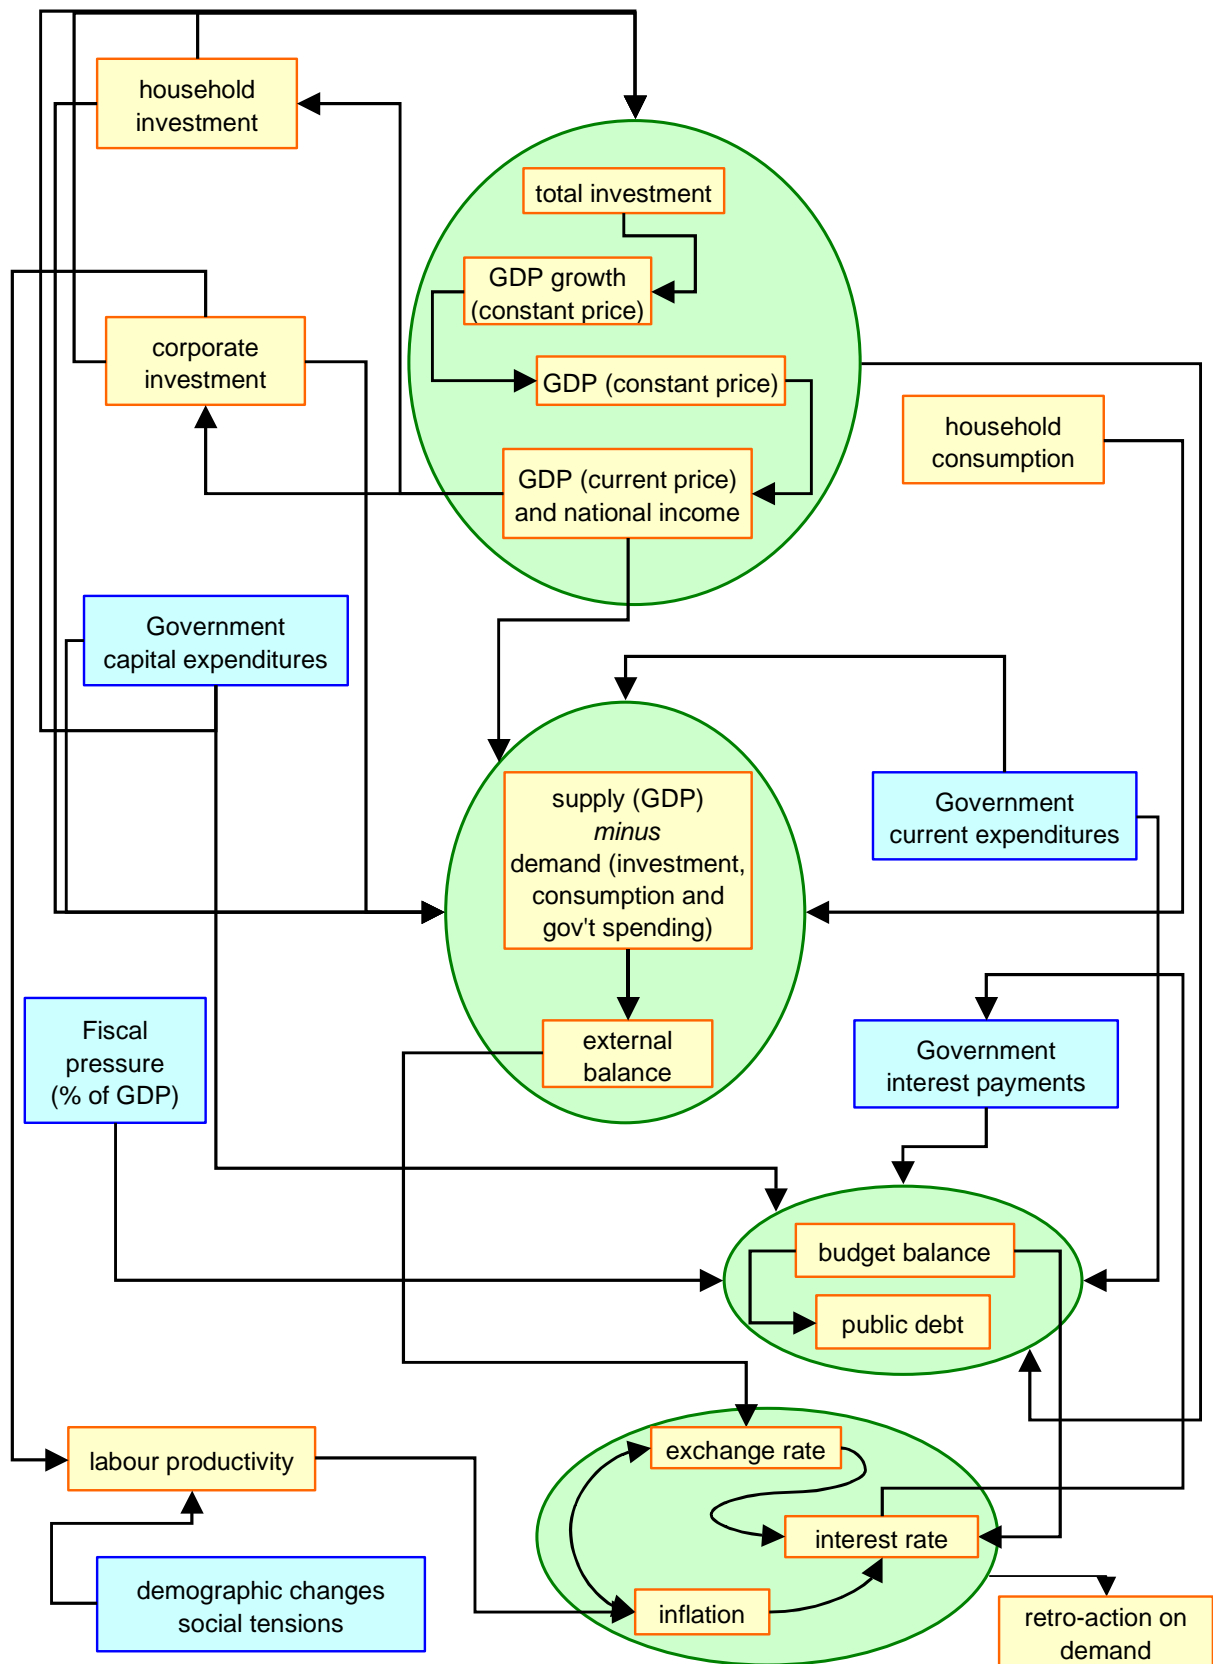 household
investment
total investment
GDP growth
(constant price)
corporate
investment
GDP (constant price)
household
consumption
GDP (current price)
and national income
Government
capital expenditures
supply (GDP)
minus
demand (investment,
consumption and
gov't spending)
Government
current expenditures
Fiscal
pressure
(% of GDP)
external
balance
Government
interest payments
budget balance
public debt
labour productivity
exchange rate
interest rate
demographic changes
social tensions
inflation
retro-action on
demand